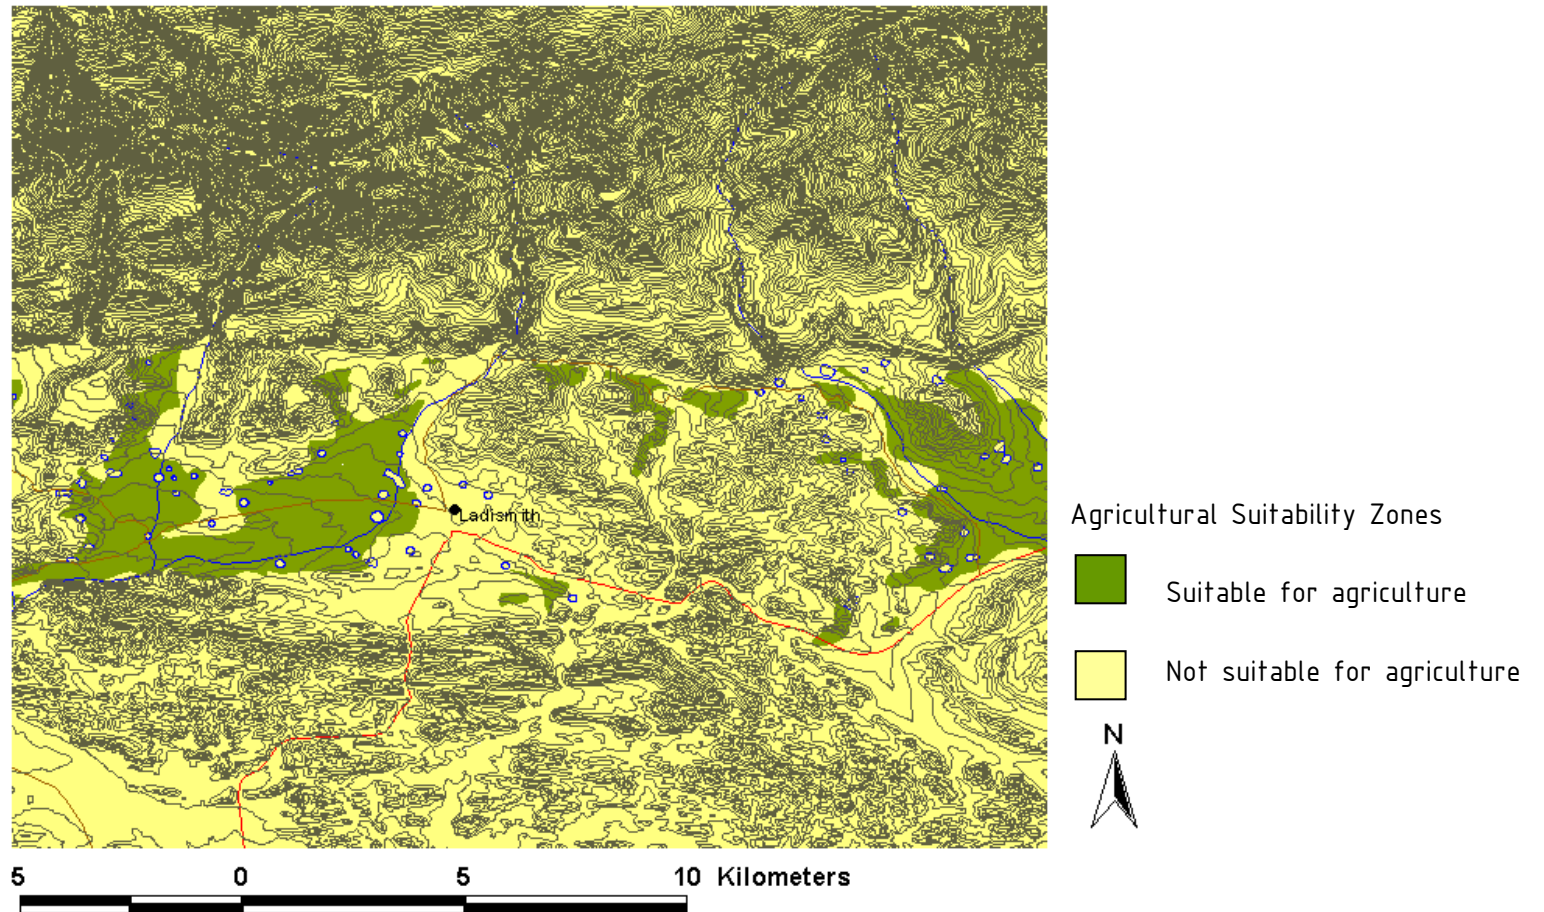 Ladismith
Agricultural Suitability Zones
Suitable for agriculture
Not suitable for agriculture
N
5 0 5 10 Kilometers